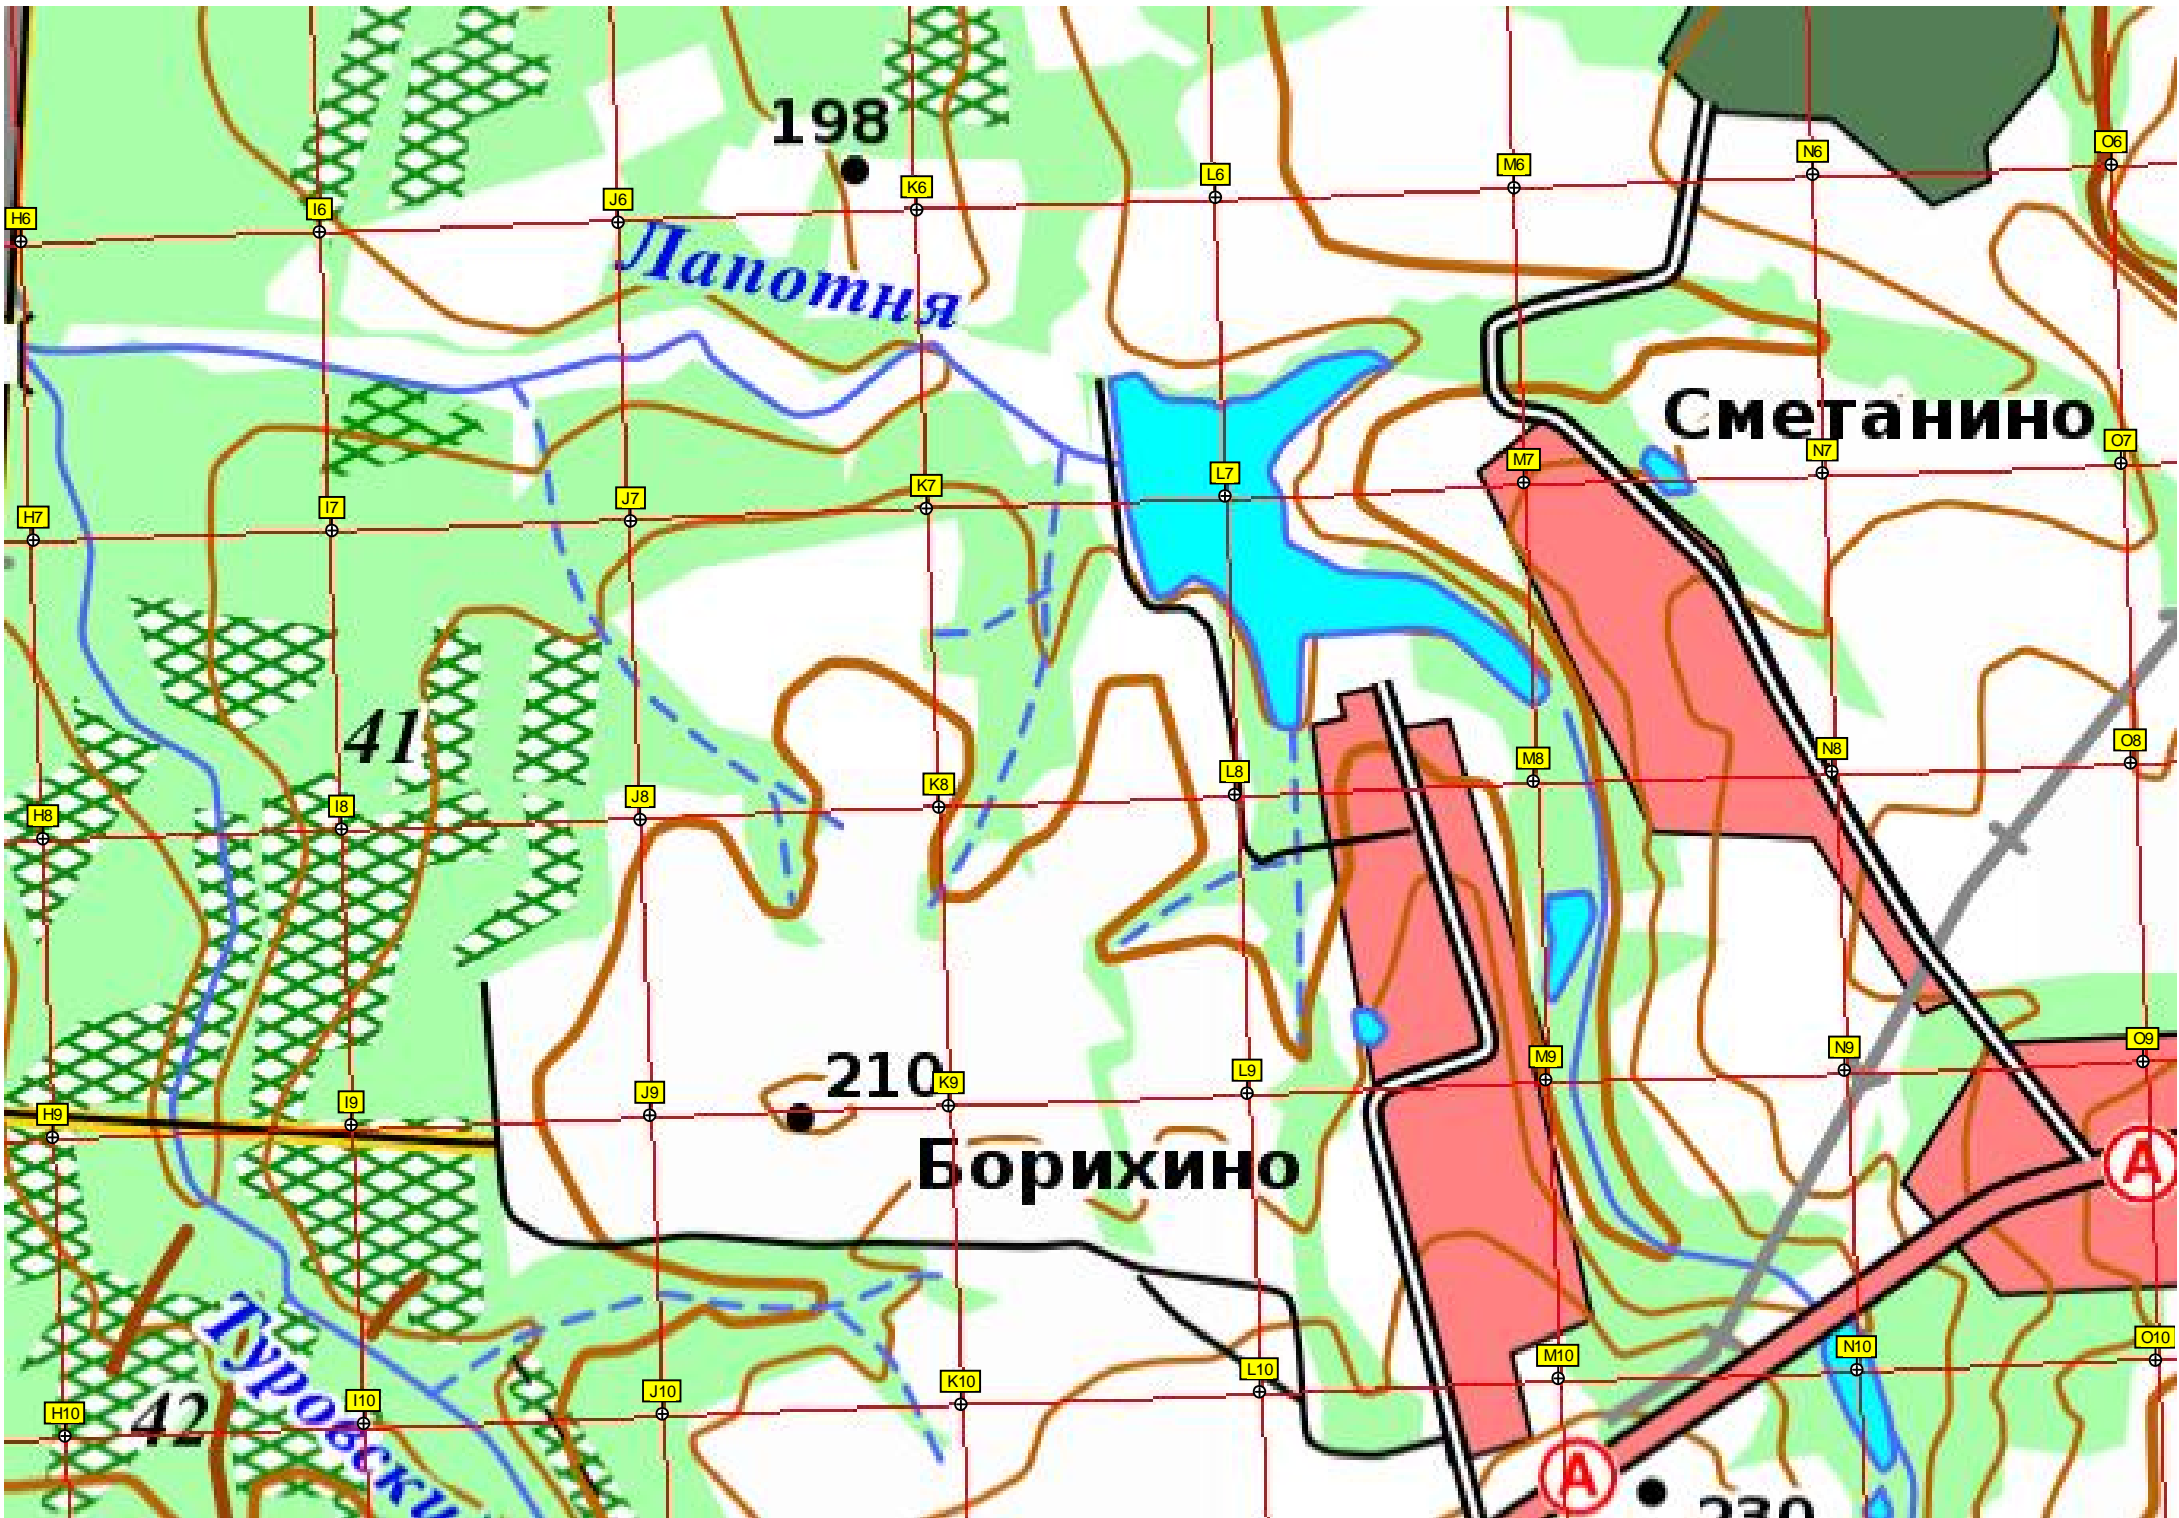 198
H6 I6 J6 K6 L6 M6 N6 O6
Лапотня
Сметанино
H7 I7 J7 K7 L7 M7 N7 O7
41
H8 I8 J8 K8 L8 M8 N8 O8
210
H9 I9 J9 K9 L9 M9 N9 O9
Борихино
А
42
Туровски
H10 I10 J10 K10 L10 M10 N10 O10
А
230